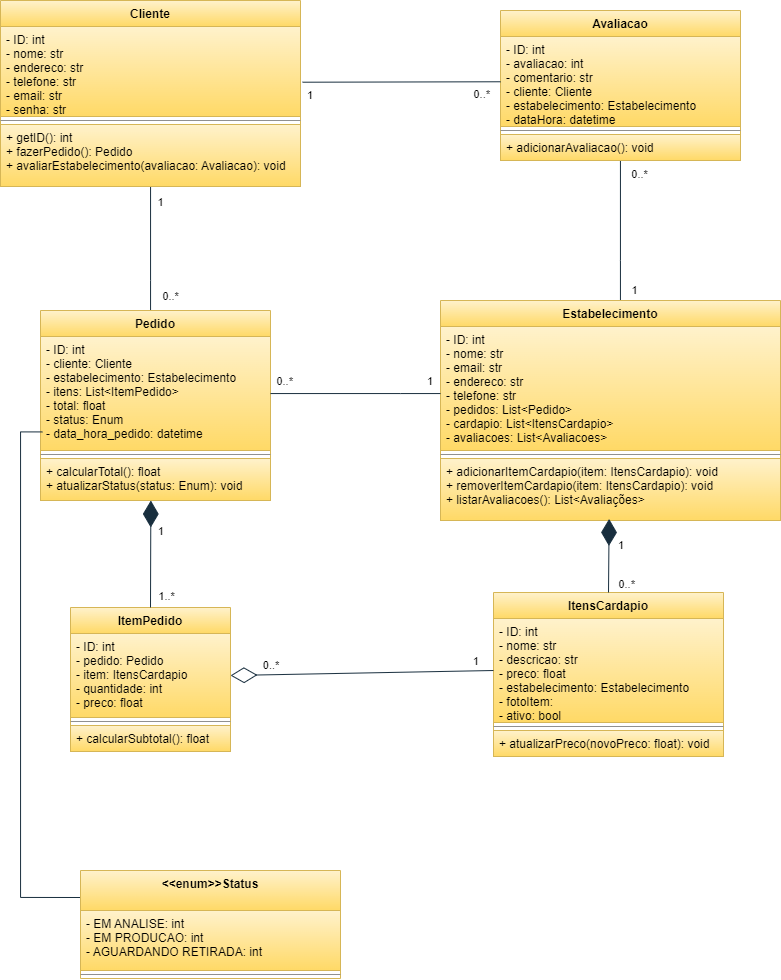 Cliente
- ID: int
- nome: str
- endereco: str
- telefone: str
- email: str
- senha: str
+ getID(): int
+ fazerPedido(): Pedido
+ avaliarEstabelecimento(avaliacao: Avaliacao): void
1
0..*
Avaliacao
- ID: int
- avaliacao: int
- comentario: str
- cliente: Cliente
- estabelecimento: Estabelecimento
- dataHora: datetime
+ adicionarAvaliacao(): void
0..*
1
1
0..*
Pedido
- ID: int
- cliente: Cliente
- estabelecimento: Estabelecimento
- itens: List<ItemPedido>
- total: float
- status: Enum
- data_hora_pedido: datetime
+ calcularTotal(): float
+ atualizarStatus(status: Enum): void
0..*
1
Estabelecimento
- ID: int
- nome: str
- email: str
- endereco: str
- telefone: str
- pedidos: List<Pedido>
- cardapio: List<ItensCardapio>
- avaliacoes: List<Avaliacoes>
+ adicionarItemCardapio(item: ItensCardapio): void
+ removerItemCardapio(item: ItensCardapio): void
+ listarAvaliacoes(): List<Avaliações>
1
1..*
1
0..*
ItemPedido
- ID: int
- pedido: Pedido
- item: ItensCardapio
- quantidade: int
- preco: float
+ calcularSubtotal(): float
0..*
1
ItensCardapio
- ID: int
- nome: str
- descricao: str
- preco: float
- estabelecimento: Estabelecimento
- fotoItem:
- ativo: bool
+ atualizarPreco(novoPreco: float): void
<<enum>>Status
- EM ANALISE: int
- EM PRODUCAO: int
- AGUARDANDO RETIRADA: int